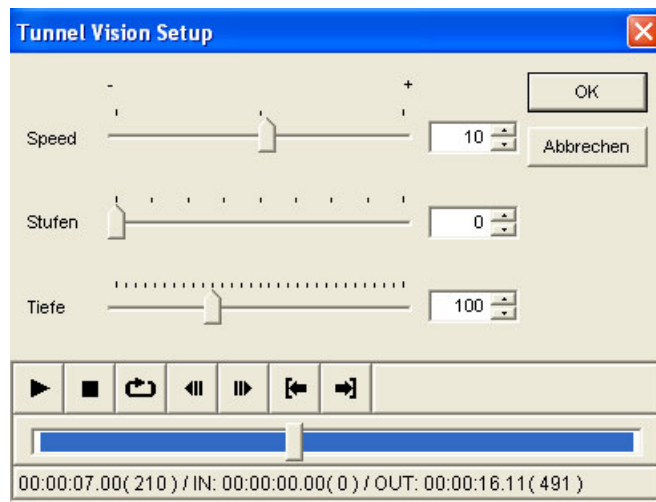 Tunnel Vision Setup
- +
OK
Speed 10
Abbrechen
Stufen 0
Tiefe 100
00:00:07.00( 210 ) / IN: 00:00:00.00( 0 ) / OUT: 00:00:16.11( 491 )